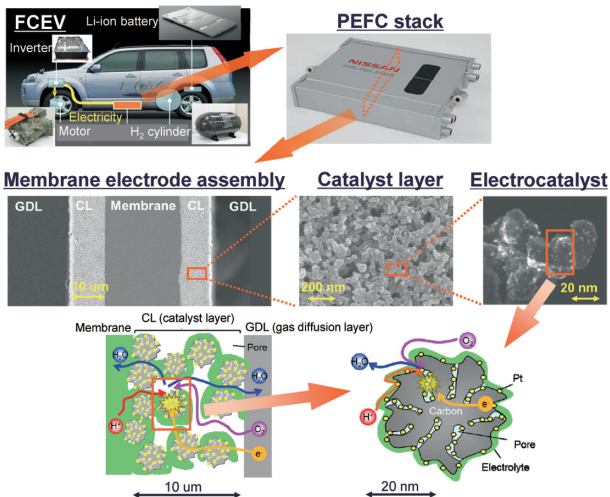 FCEV
Li-ion battery
Inverter
Electricity
Motor
H2 cylinder
PEFC stack
NISSAN
Membrane electrode assembly
GDL
CL
Membrane
CL
GDL
10 um
Catalyst layer
200 nm
Electrocatalyst
20 nm
CL (catalyst layer)
Membrane
GDL (gas diffusion layer)
Pore
H2O
H2O
H+
O2
e-
10 um
O2
H2O
Pt
Carbon
e-
H+
Pore
Electrolyte
20 nm